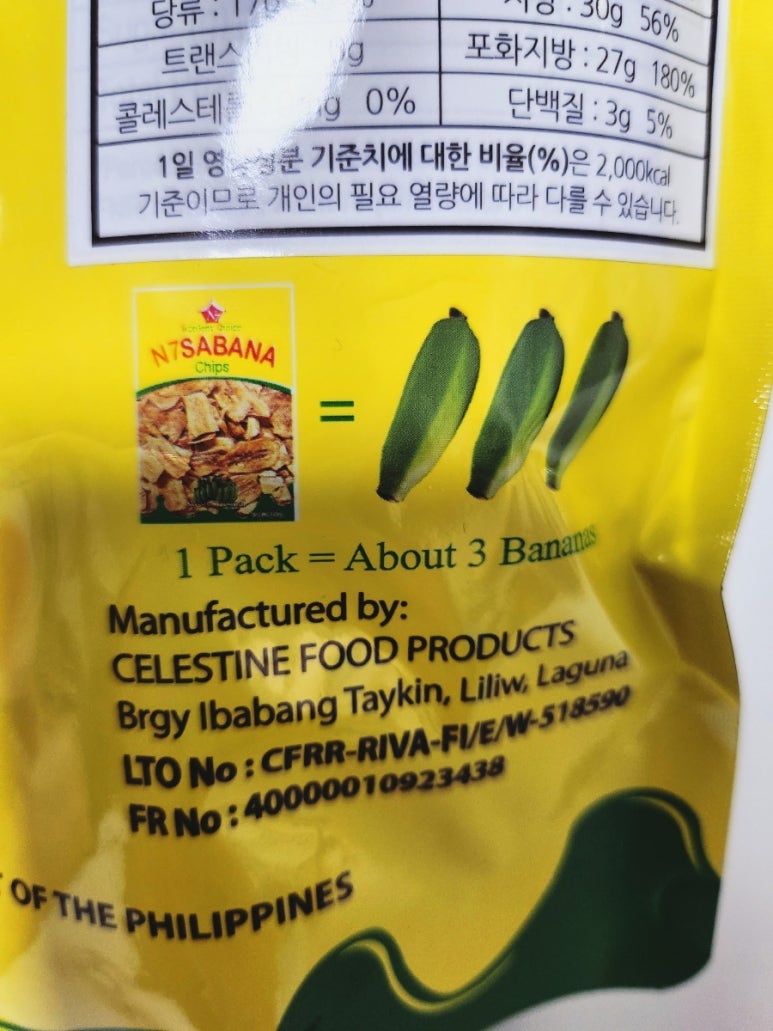 당류 :
지방 : 30g 56%
트랜스
포화지방 : 27g 180%
콜레스테 0%
단백질 : 3g 5%
1일 영양성분 기준치에 대한 비율(%)은 2,000kcal
기준이므로 개인의 필요 열량에 따라 다를 수 있습니다.
N7SABANA
Chips
=
1 Pack = About 3 Bananas
Manufactured by:
CELESTINE FOOD PRODUCTS
Brgy Ibabang Taykin, Liliw, Laguna
LTO No : CFRR-RIVA-FI/E/W-518590
FR No : 40000010923438
OF THE PHILIPPINES